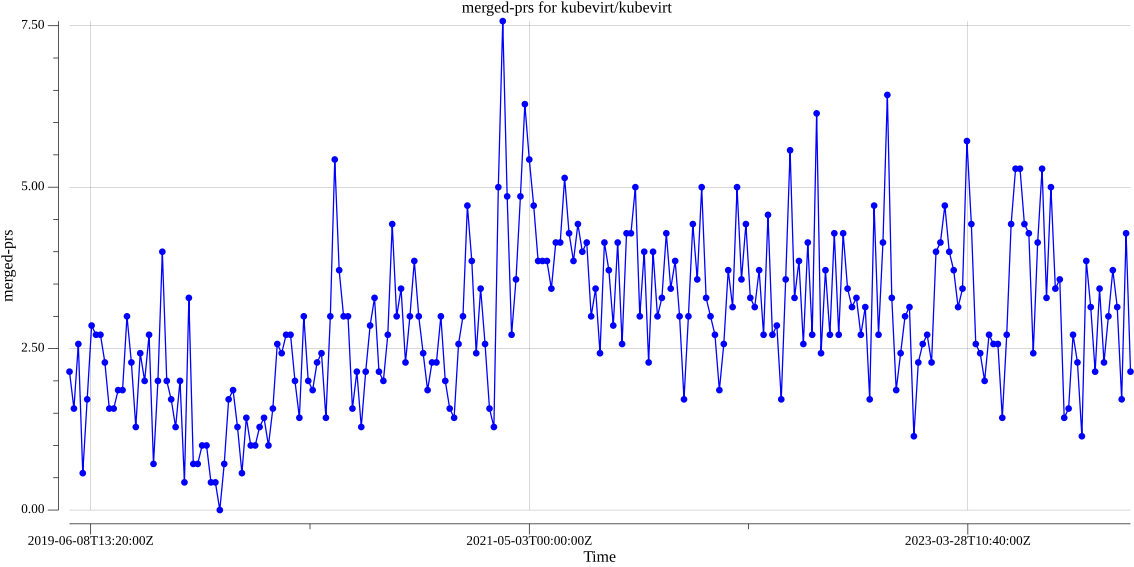 merged-prs for kubevirt/kubevirt
7.50
5.00
merged-prs
2.50
0.00
2019-06-08T13:20:00Z
2021-05-03T00:00:00Z
2023-03-28T10:40:00Z
Time